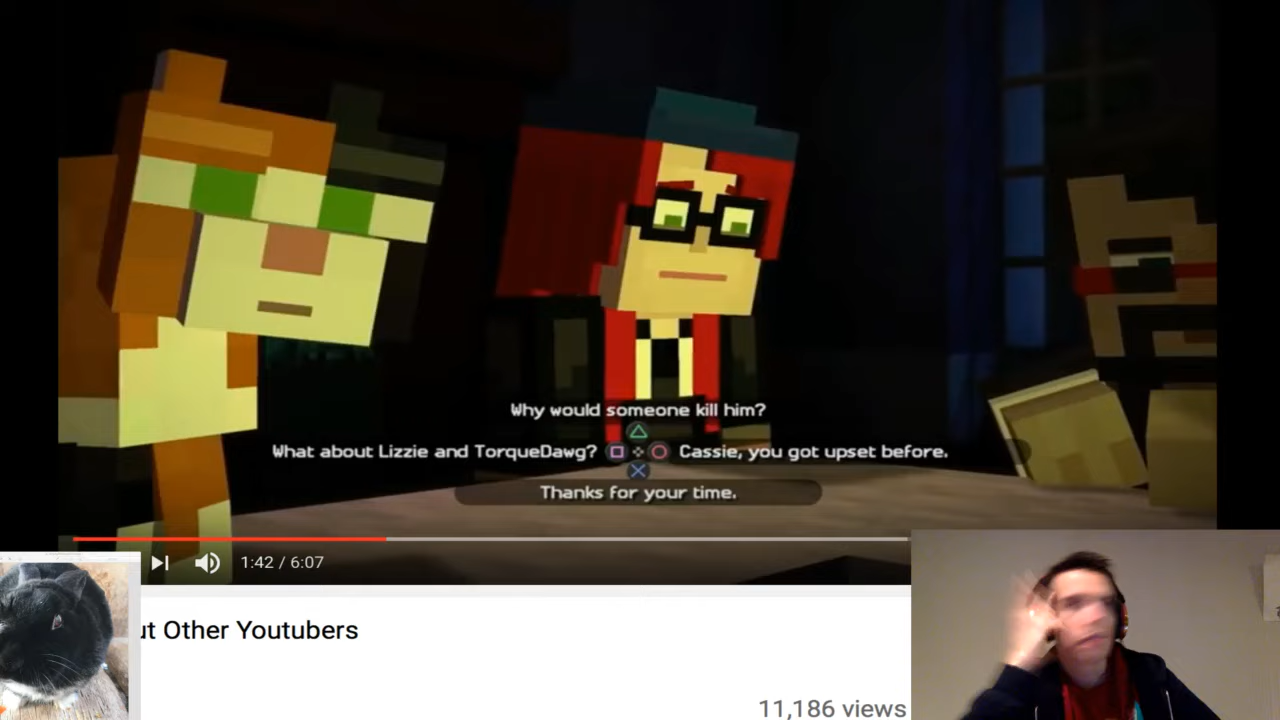 Why would someone kill him?
What about Lizzie and TorqueDawg? Cassie, you got upset before.
Thanks for your time.
1:42 / 6:07
ut Other Youtubers
11,186 views